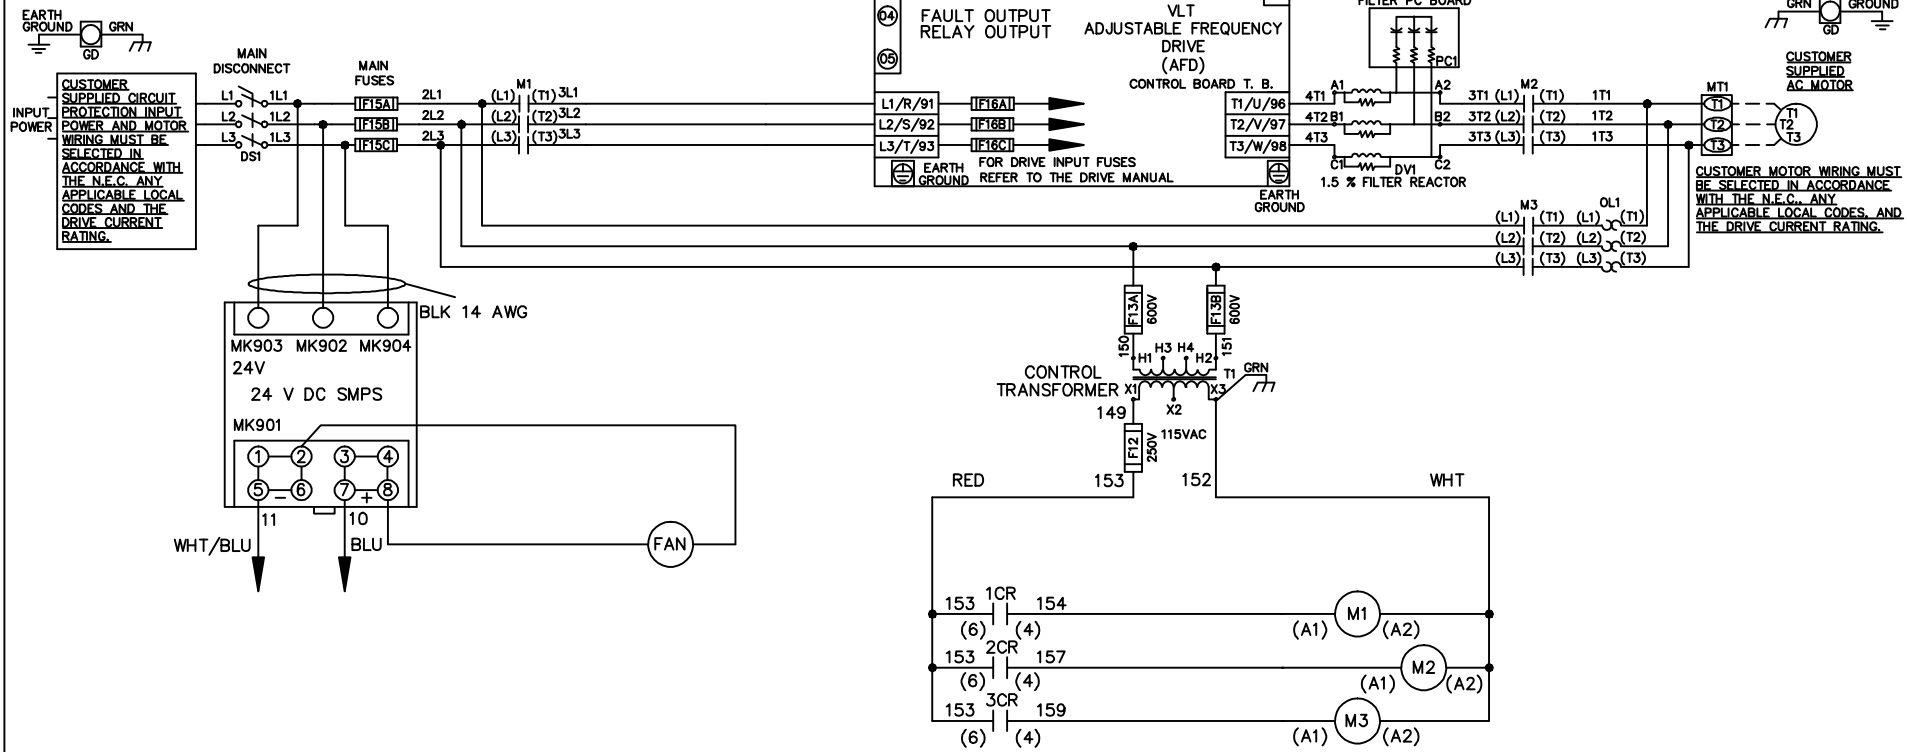 EARTH
GROUND
GRN
GD
04
FAULT OUTPUT
RELAY OUTPUT
05
VLT
ADJUSTABLE FREQUENCY
DRIVE
(AFD)
CONTROL BOARD T. B.
FILTER PC BOARD
PC1
GRN
GROUND
GD
CUSTOMER
SUPPLIED
AC MOTOR
MAIN
DISCONNECT
MAIN
FUSES
INPUT
POWER
CUSTOMER
SUPPLIED CIRCUIT
PROTECTION INPUT
POWER AND MOTOR
WIRING MUST BE
SELECTED IN
ACCORDANCE WITH
THE N.E.C. ANY
APPLICABLE LOCAL
CODES AND THE
DRIVE CURRENT
RATING.
L1 1L1 F15A 2L1 (L1) M1 (T1) 3L1
L2 1L2 F15B 2L2 (L2) (T2) 3L2
L3 1L3 F15C 2L3 (L3) (T3) 3L3
DS1
L1/R/91 F16A
L2/S/92 F16B
L3/T/93 F16C
EARTH
GROUND
FOR DRIVE INPUT FUSES
REFER TO THE DRIVE MANUAL
T1/U/96 4T1 A1 A2 3T1 (L1) M2 (T1) 1T1
T2/V/97 4T2 B1 B2 3T2 (L2) (T2) 1T2
T3/W/98 4T3 C1 C2 3T3 (L3) (T3) 1T3
EARTH
GROUND
DV1
1.5 % FILTER REACTOR
MT1
T1
T2
T3
T1
T2
T3
CUSTOMER MOTOR WIRING MUST
BE SELECTED IN ACCORDANCE
WITH THE N.E.C., ANY
APPLICABLE LOCAL CODES, AND
THE DRIVE CURRENT RATING.
M3 OL1
(L1) (T1) (L1) (T1)
(L2) (T2) (L2) (T2)
(L3) (T3) (L3) (T3)
BLK 14 AWG
MK903 MK902 MK904
24V
24 V DC SMPS
MK901
1 2 3 4
5 - 6 7 + 8
11 10
WHT/BLU BLU
FAN
F13A 600V
F13B 600V
150 151
H1 H3 H4 H2
CONTROL
TRANSFORMER
T1
GRN
X1 X2 X3
149
115VAC
F12 250V
RED 153 152 WHT
153 1CR 154 M1
(6) (4) (A1) (A2)
153 2CR 157 M2
(6) (4) (A1) (A2)
153 3CR 159 M3
(6) (4) (A1) (A2)